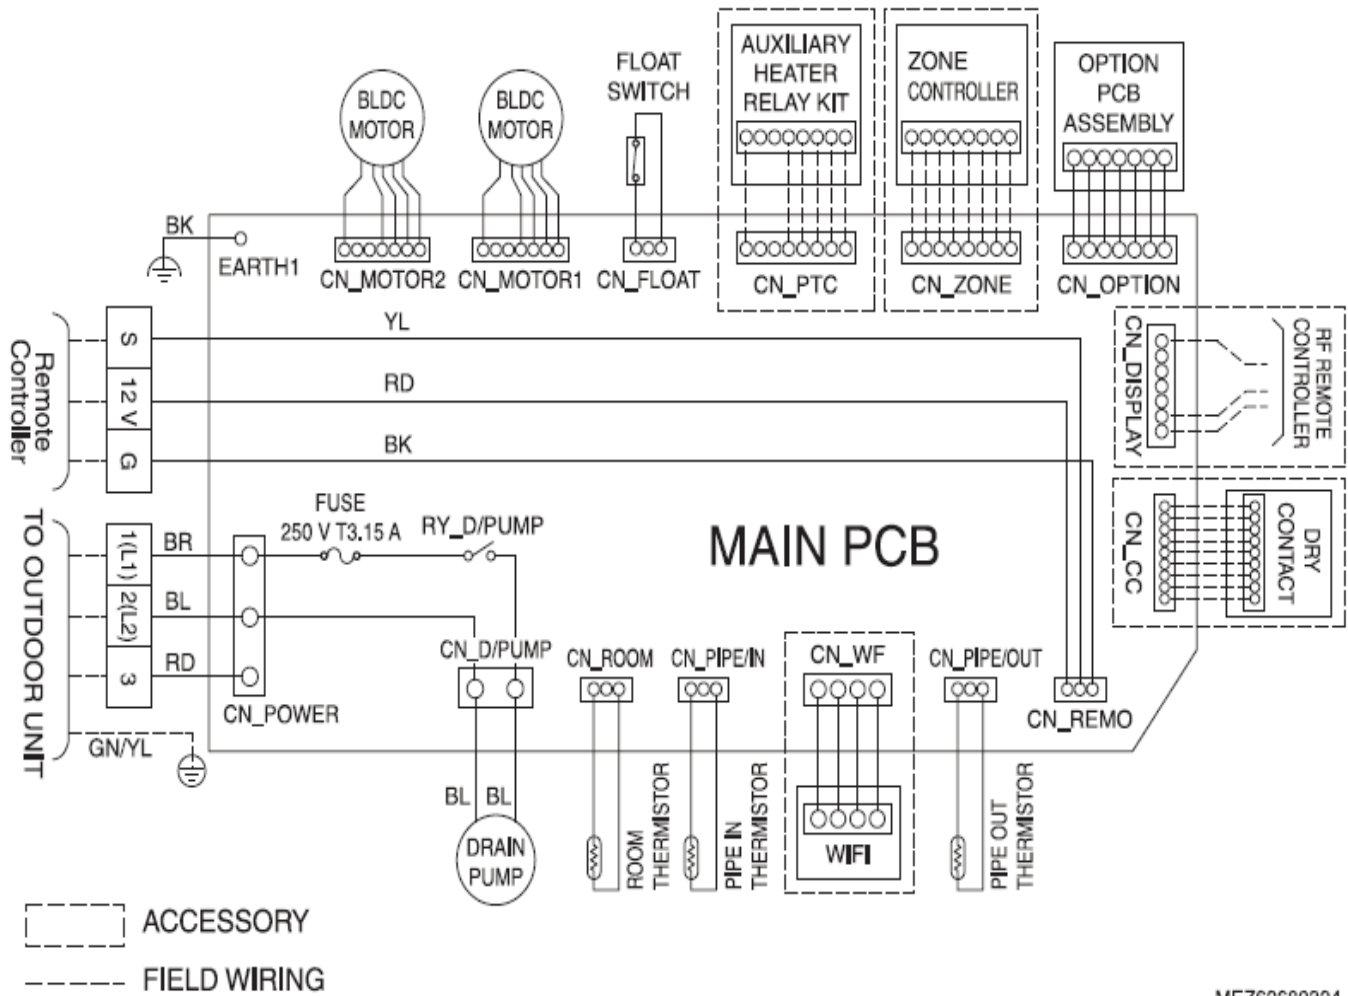 FLOAT
SWITCH
AUXILIARY
HEATER
RELAY KIT
ZONE
CONTROLLER
OPTION
PCB
ASSEMBLY
BLDC
MOTOR
BLDC
MOTOR
BK
EARTH1
CN_MOTOR2
CN_MOTOR1
CN_FLOAT
CN_PTC
CN_ZONE
CN_OPTION
Remote
Controller
S
12 V
G
YL
RD
BK
CN_DISPLAY
RF REMOTE
CONTROLLER
CN_CC
DRY
CONTACT
MAIN PCB
TO OUTDOOR UNIT
1(L1)
2(L2)
3
BR
BL
RD
GN/YL
FUSE
250 V T3.15 A
RY_D/PUMP
CN_POWER
CN_D/PUMP
CN_ROOM
CN_PIPE/IN
CN_WF
CN_PIPE/OUT
CN_REMO
BL
BL
DRAIN
PUMP
ROOM
THERMISTOR
PIPE IN
THERMISTOR
WIFI
PIPE OUT
THERMISTOR
ACCESSORY
FIELD WIRING